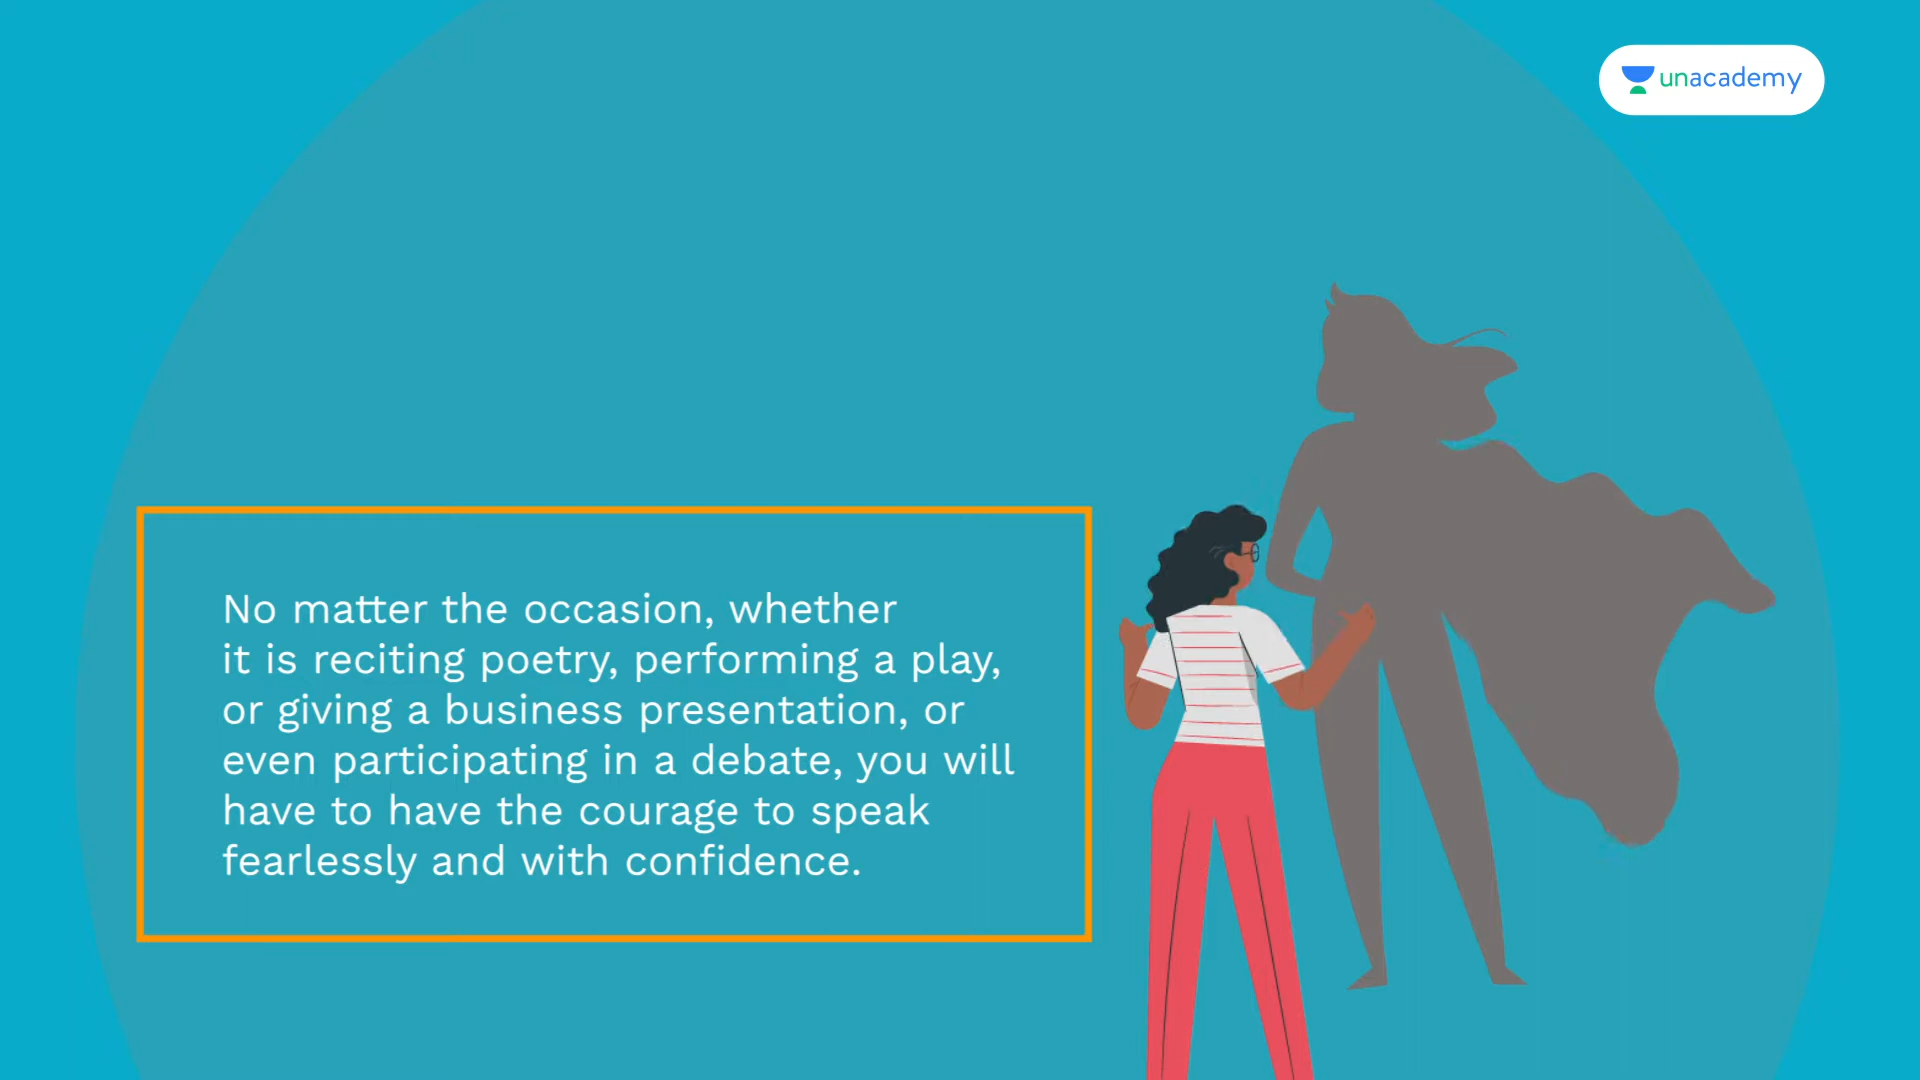 unacademy
No matter the occasion, whether
it is reciting poetry, performing a play,
or giving a business presentation, or
even participating in a debate, you will
have to have the courage to speak
fearlessly and with confidence.